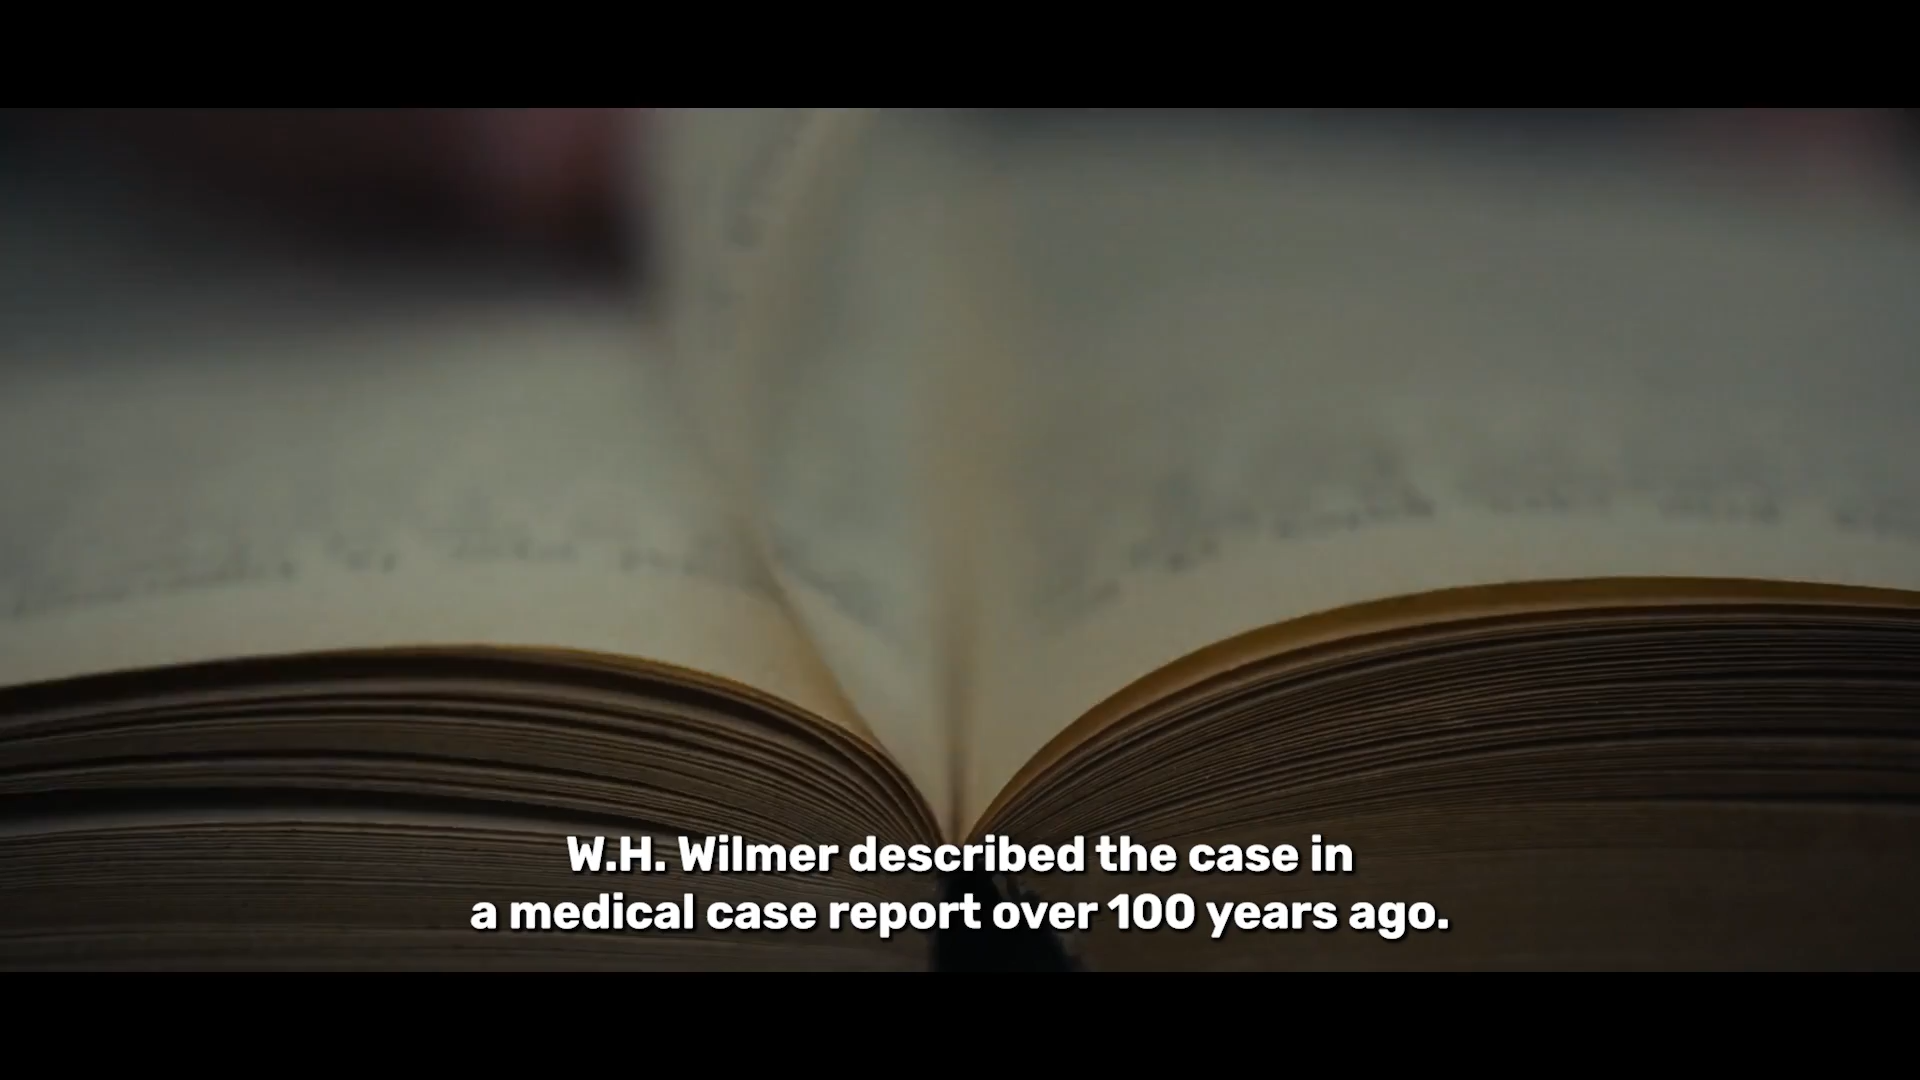 W.H. Wilmer described the case in
a medical case report over 100 years ago.